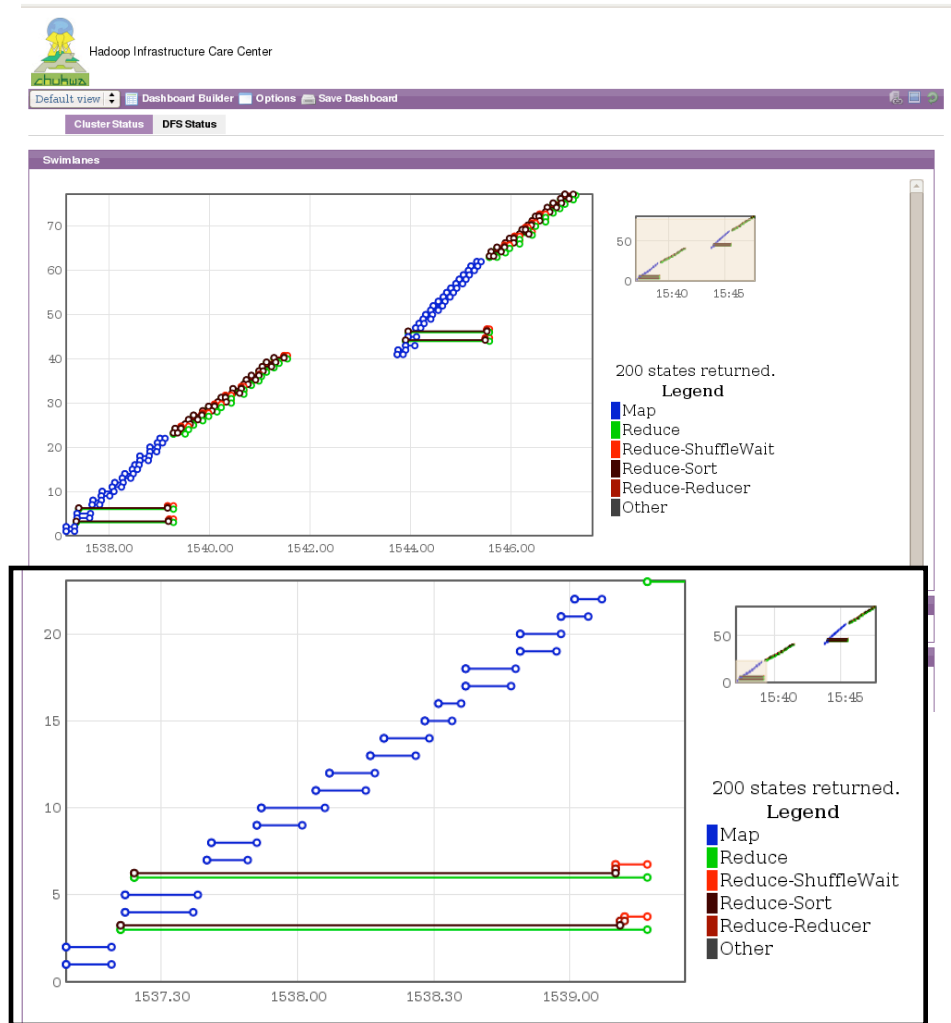 chukwa
Hadoop Infrastructure Care Center
Default view Dashboard Builder Options Save Dashboard
Cluster Status DFS Status
Swimlanes
70
60
50
40
30
20
10
0
1538.00 1540.00 1542.00 1544.00 1546.00
50
0
15:40 15:45
200 states returned.
Legend
Map
Reduce
Reduce-ShuffleWait
Reduce-Sort
Reduce-Reducer
Other
20
15
10
5
0
1537.30 1538.00 1538.30 1539.00
50
0
15:40 15:45
200 states returned.
Legend
Map
Reduce
Reduce-ShuffleWait
Reduce-Sort
Reduce-Reducer
Other